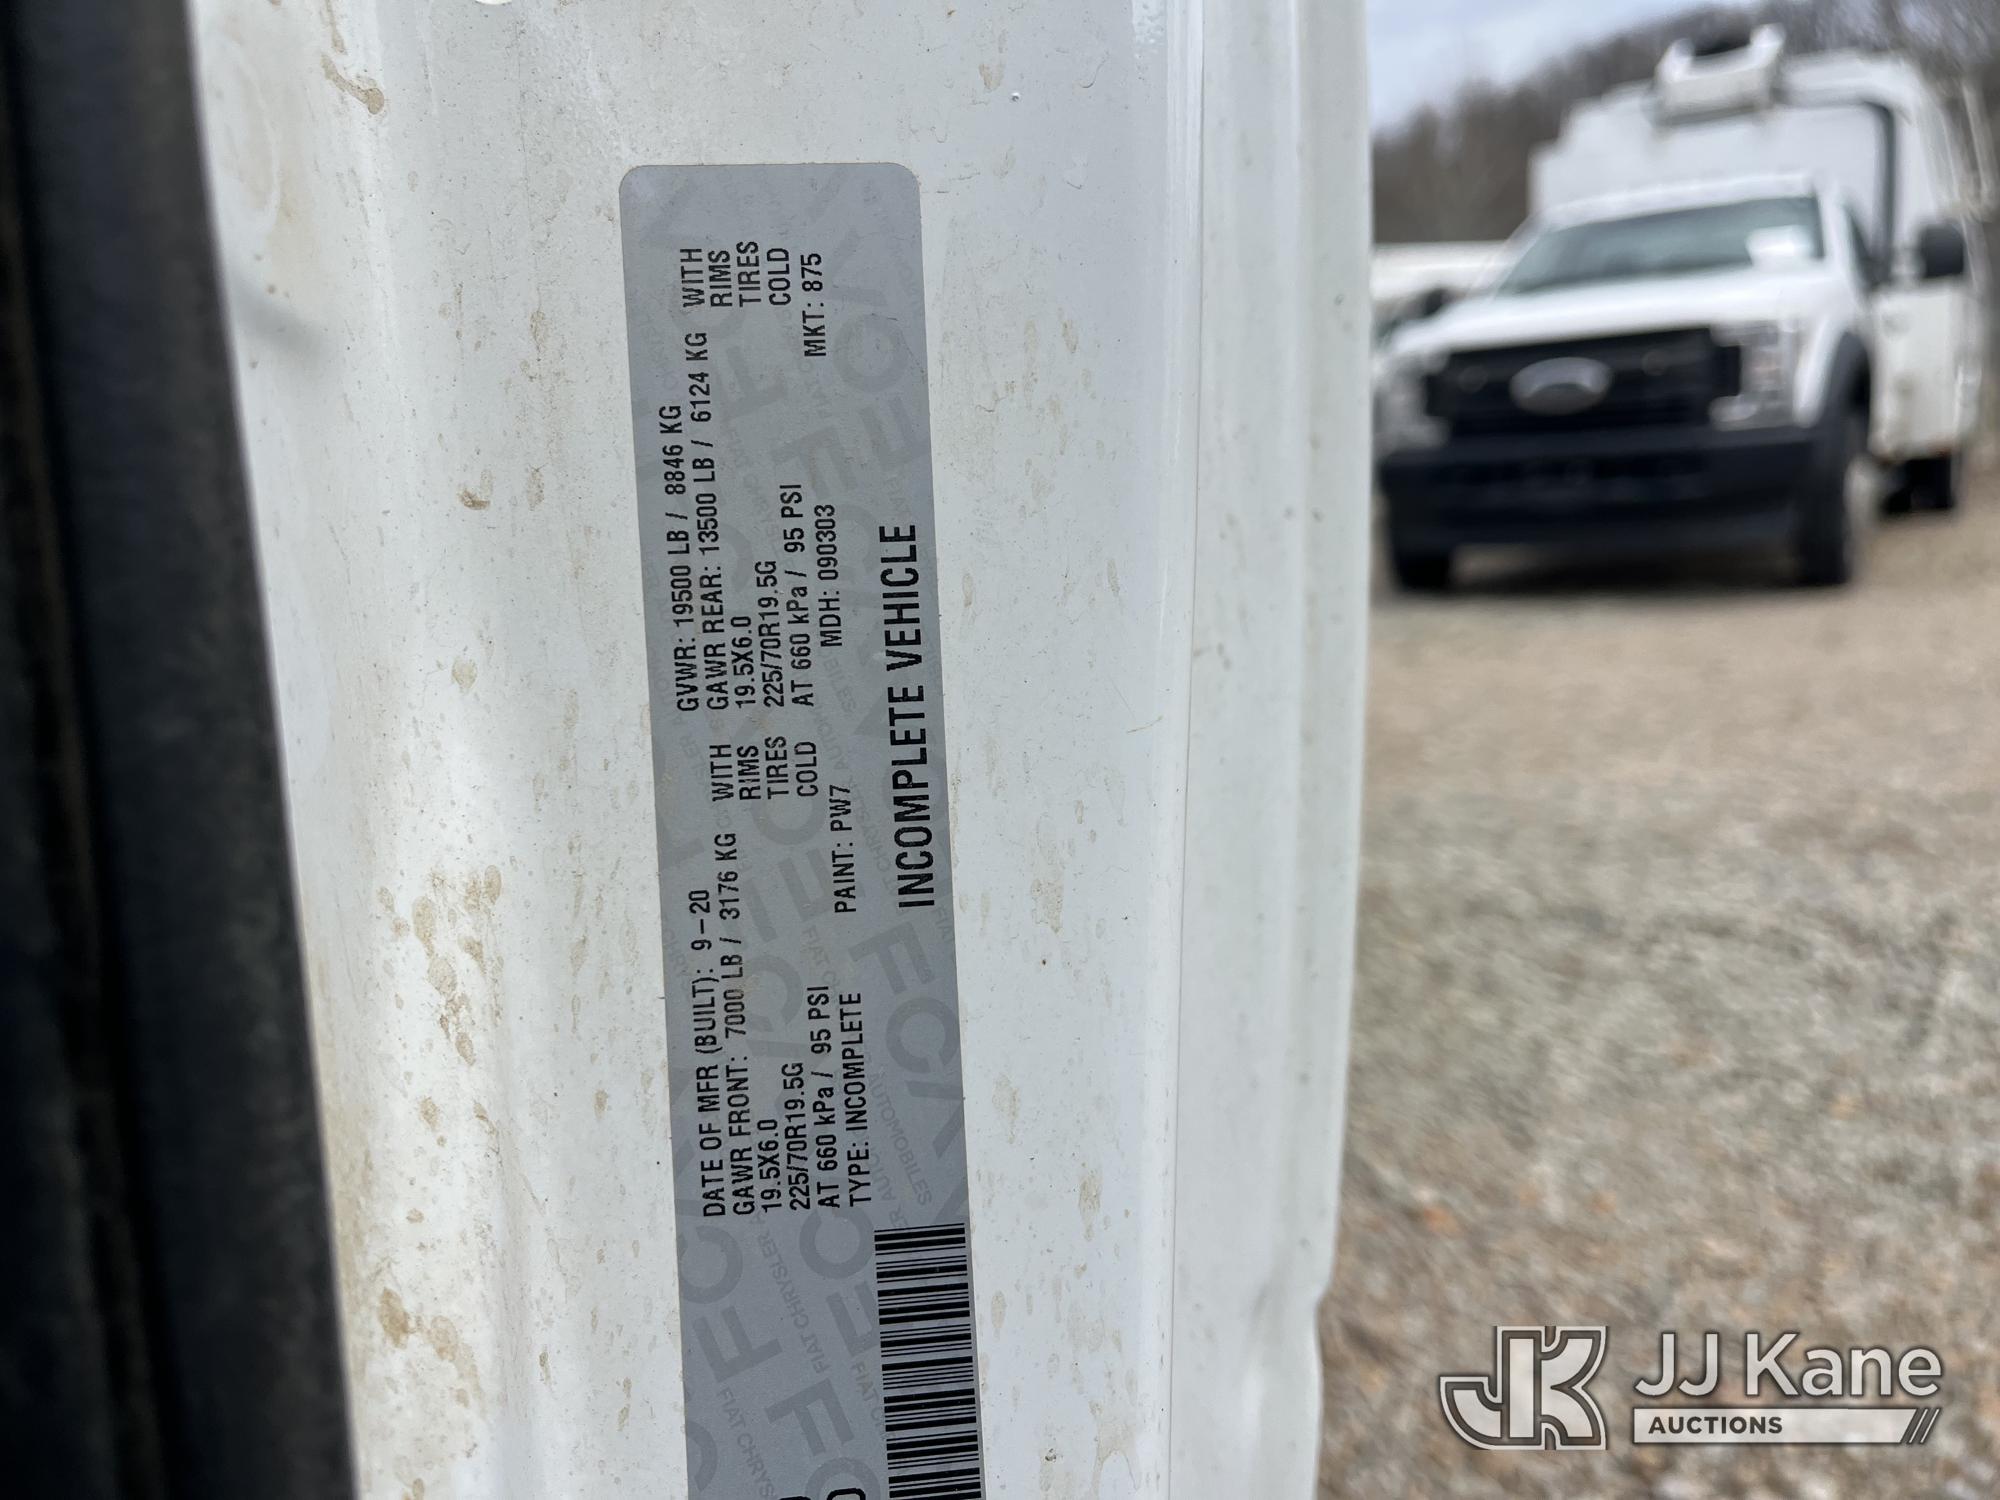 DATE OF MFR (BUILT): 9-20 GVWR: 19500 LB / 8846 KG
GAWR FRONT: 7000 LB / 3176 KG WITH GAWR REAR: 13500 LB / 6124 KG WITH
19.5X6.0 RIMS 19.5X6.0 RIMS
225/70R19.5G TIRES 225/70R19.5G TIRES
AT 660 kPa / 95 PSI COLD AT 660 kPa / 95 PSI COLD
TYPE: INCOMPLETE PAINT: PW7 MDH: 090303 MKT: 875
INCOMPLETE VEHICLE
JK JJ Kane
AUCTIONS